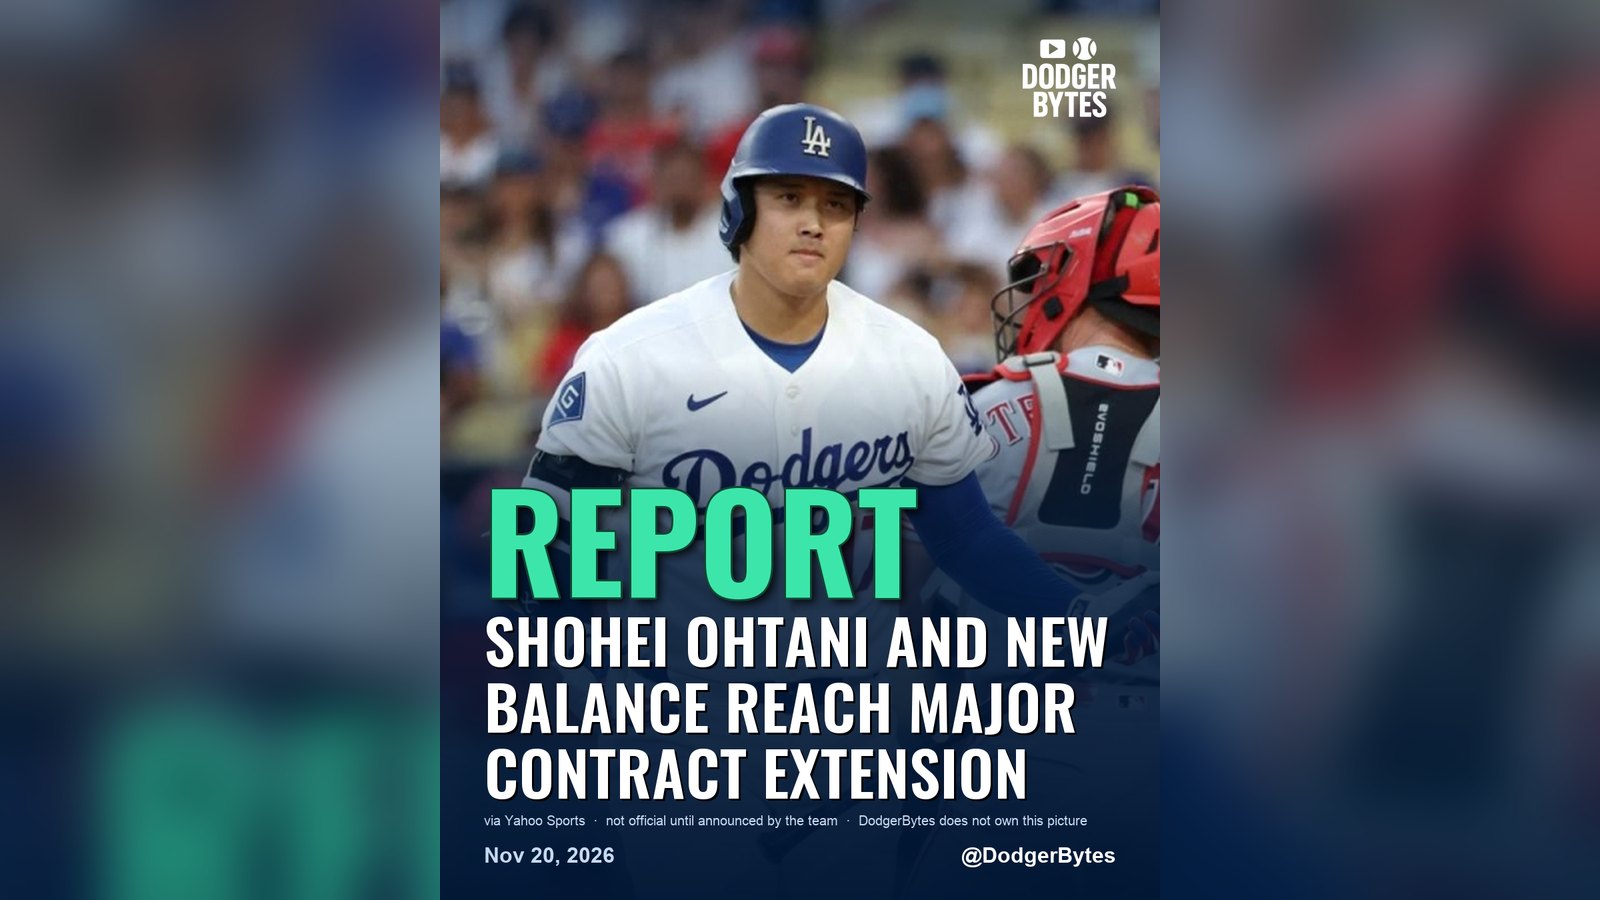 DODGER
BYTES
LA
G
Dodgers
EVOSHIELD
REPORT
SHOHEI OHTANI AND NEW
BALANCE REACH MAJOR
CONTRACT EXTENSION
via Yahoo Sports · not official until announced by the team · DodgerBytes does not own this picture
Nov 20, 2026
@DodgerBytes